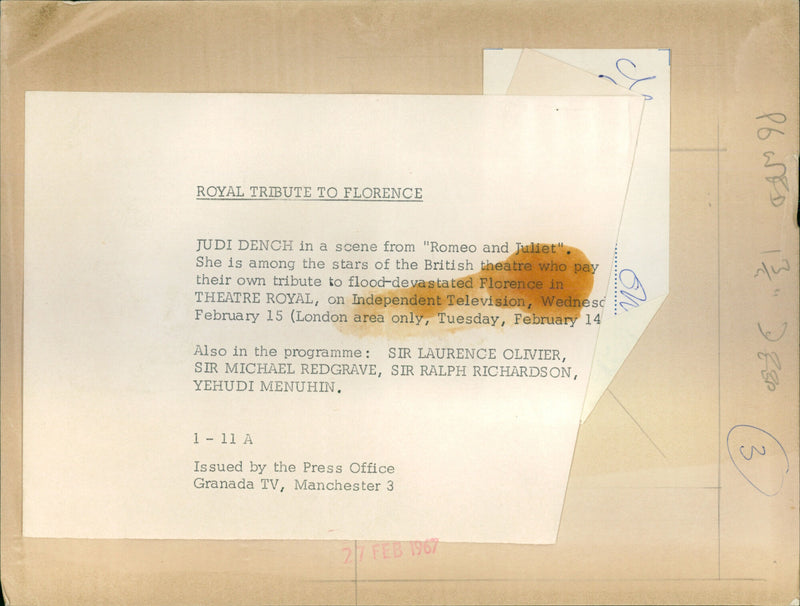 ROYAL TRIBUTE TO FLORENCE
JUDI DENCH in a scene from "Romeo and Juliet".
She is among the stars of the British theatre who pay
their own tribute to flood-devastated Florence in
THEATRE ROYAL, on Independent Television, Wednesd
February 15 (London area only, Tuesday, February 14
Also in the programme: SIR LAURENCE OLIVIER,
SIR MICHAEL REDGRAVE, SIR RALPH RICHARDSON,
YEHUDI MENUHIN.
1 - 11 A
Issued by the Press Office
Granada TV, Manchester 3
27 FEB 1967
3